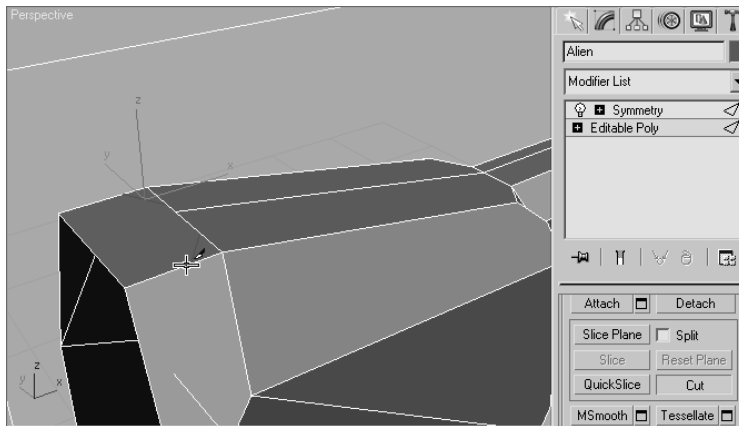 Perspective
z
y
x
z
y
x
Alien
Modifier List
Symmetry
Editable Poly
Attach Detach
Slice Plane Split
Slice Reset Plane
QuickSlice Cut
MSmooth Tessellate